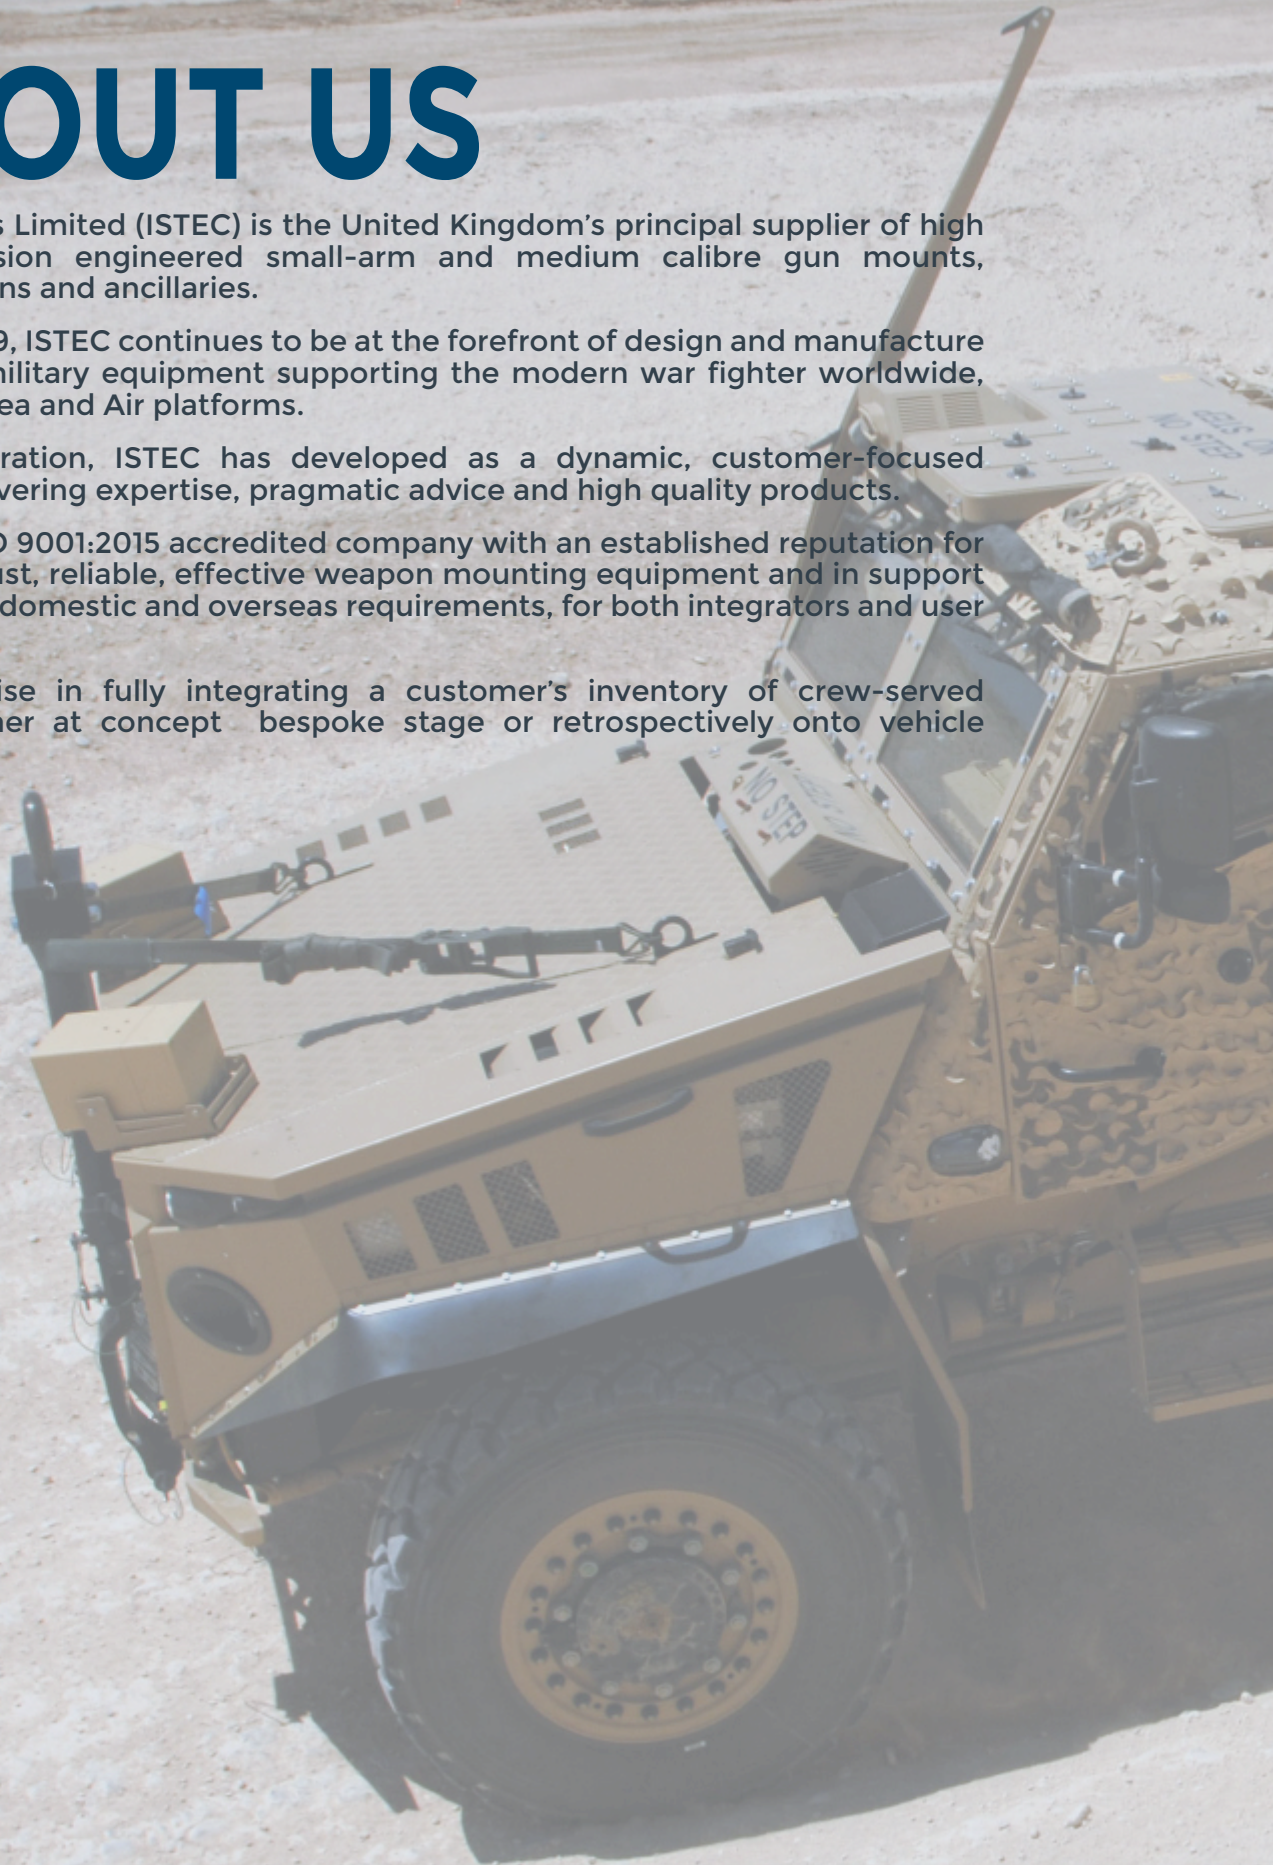 OUT US
s Limited (ISTEC) is the United Kingdom’s principal supplier of high
sion engineered small-arm and medium calibre gun mounts,
ns and ancillaries.
9, ISTEC continues to be at the forefront of design and manufacture
military equipment supporting the modern war fighter worldwide,
ea and Air platforms.
ration, ISTEC has developed as a dynamic, customer-focused
vering expertise, pragmatic advice and high quality products.
O 9001:2015 accredited company with an established reputation for
ust, reliable, effective weapon mounting equipment and in support
domestic and overseas requirements, for both integrators and user
ise in fully integrating a customer’s inventory of crew-served
her at concept bespoke stage or retrospectively onto vehicle
NO STEP
NO STEP